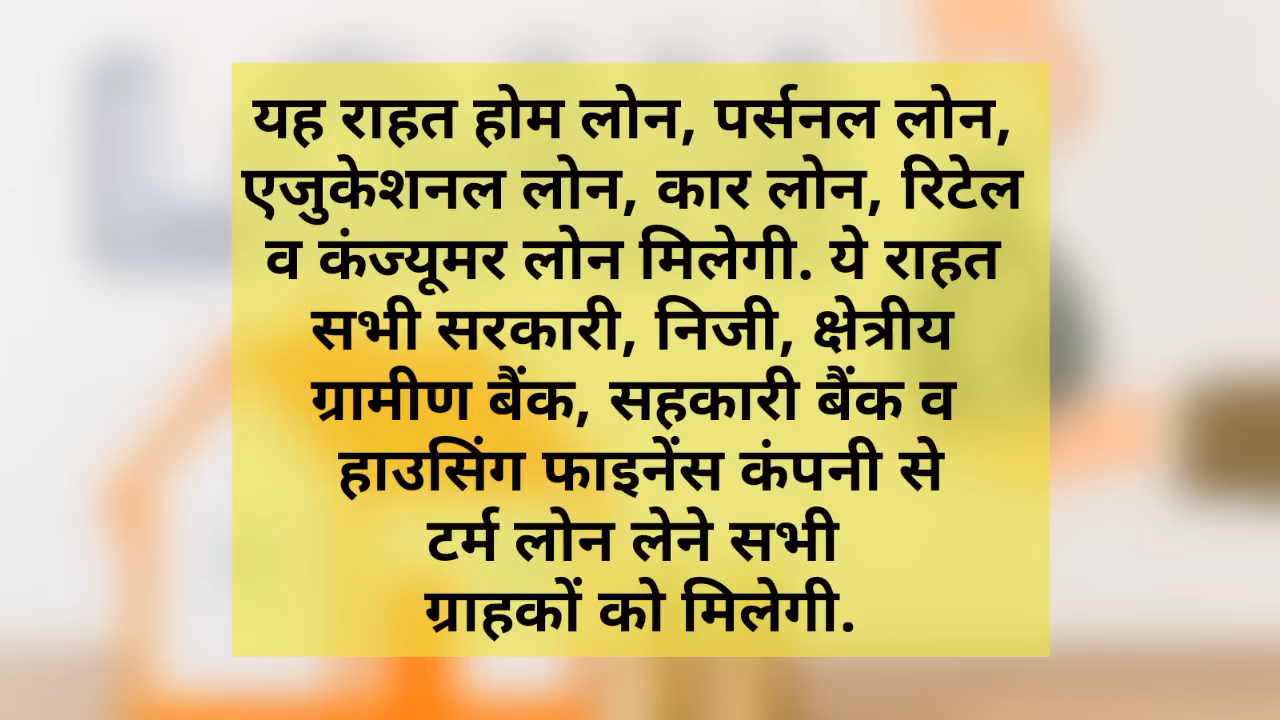 यह राहत होम लोन, पर्सनल लोन,
एजुकेशनल लोन, कार लोन, रिटेल
व कंज्यूमर लोन मिलेगी. ये राहत
सभी सरकारी, निजी, क्षेत्रीय
ग्रामीण बैंक, सहकारी बैंक व
हाउसिंग फाइनेंस कंपनी से
टर्म लोन लेने सभी
ग्राहकों को मिलेगी.